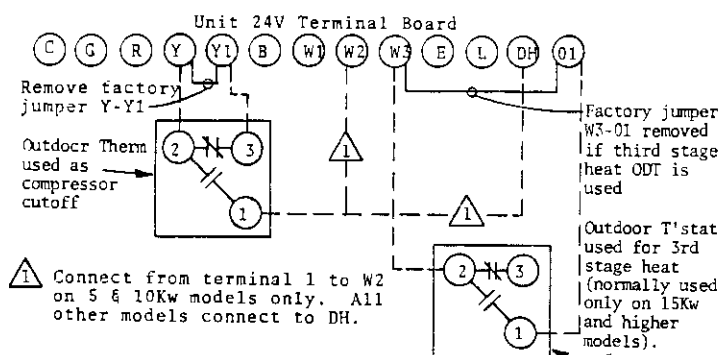 Unit 24V Terminal Board
C G R Y Y1 B W1 W2 W3 E L DH 01
Remove factory
jumper Y-Y1
Outdoor Therm
used as
compressor
cutoff
2 3
1
1
1
Factory jumper
W3-01 removed
if third stage
heat ODT is
used
1 Connect from terminal 1 to W2
on 5 & 10Kw models only. All
other models connect to DH.
2 3
1
Outdoor T'stat
used for 3rd
stage heat
(normally used
only on 15Kw
and higher
models).